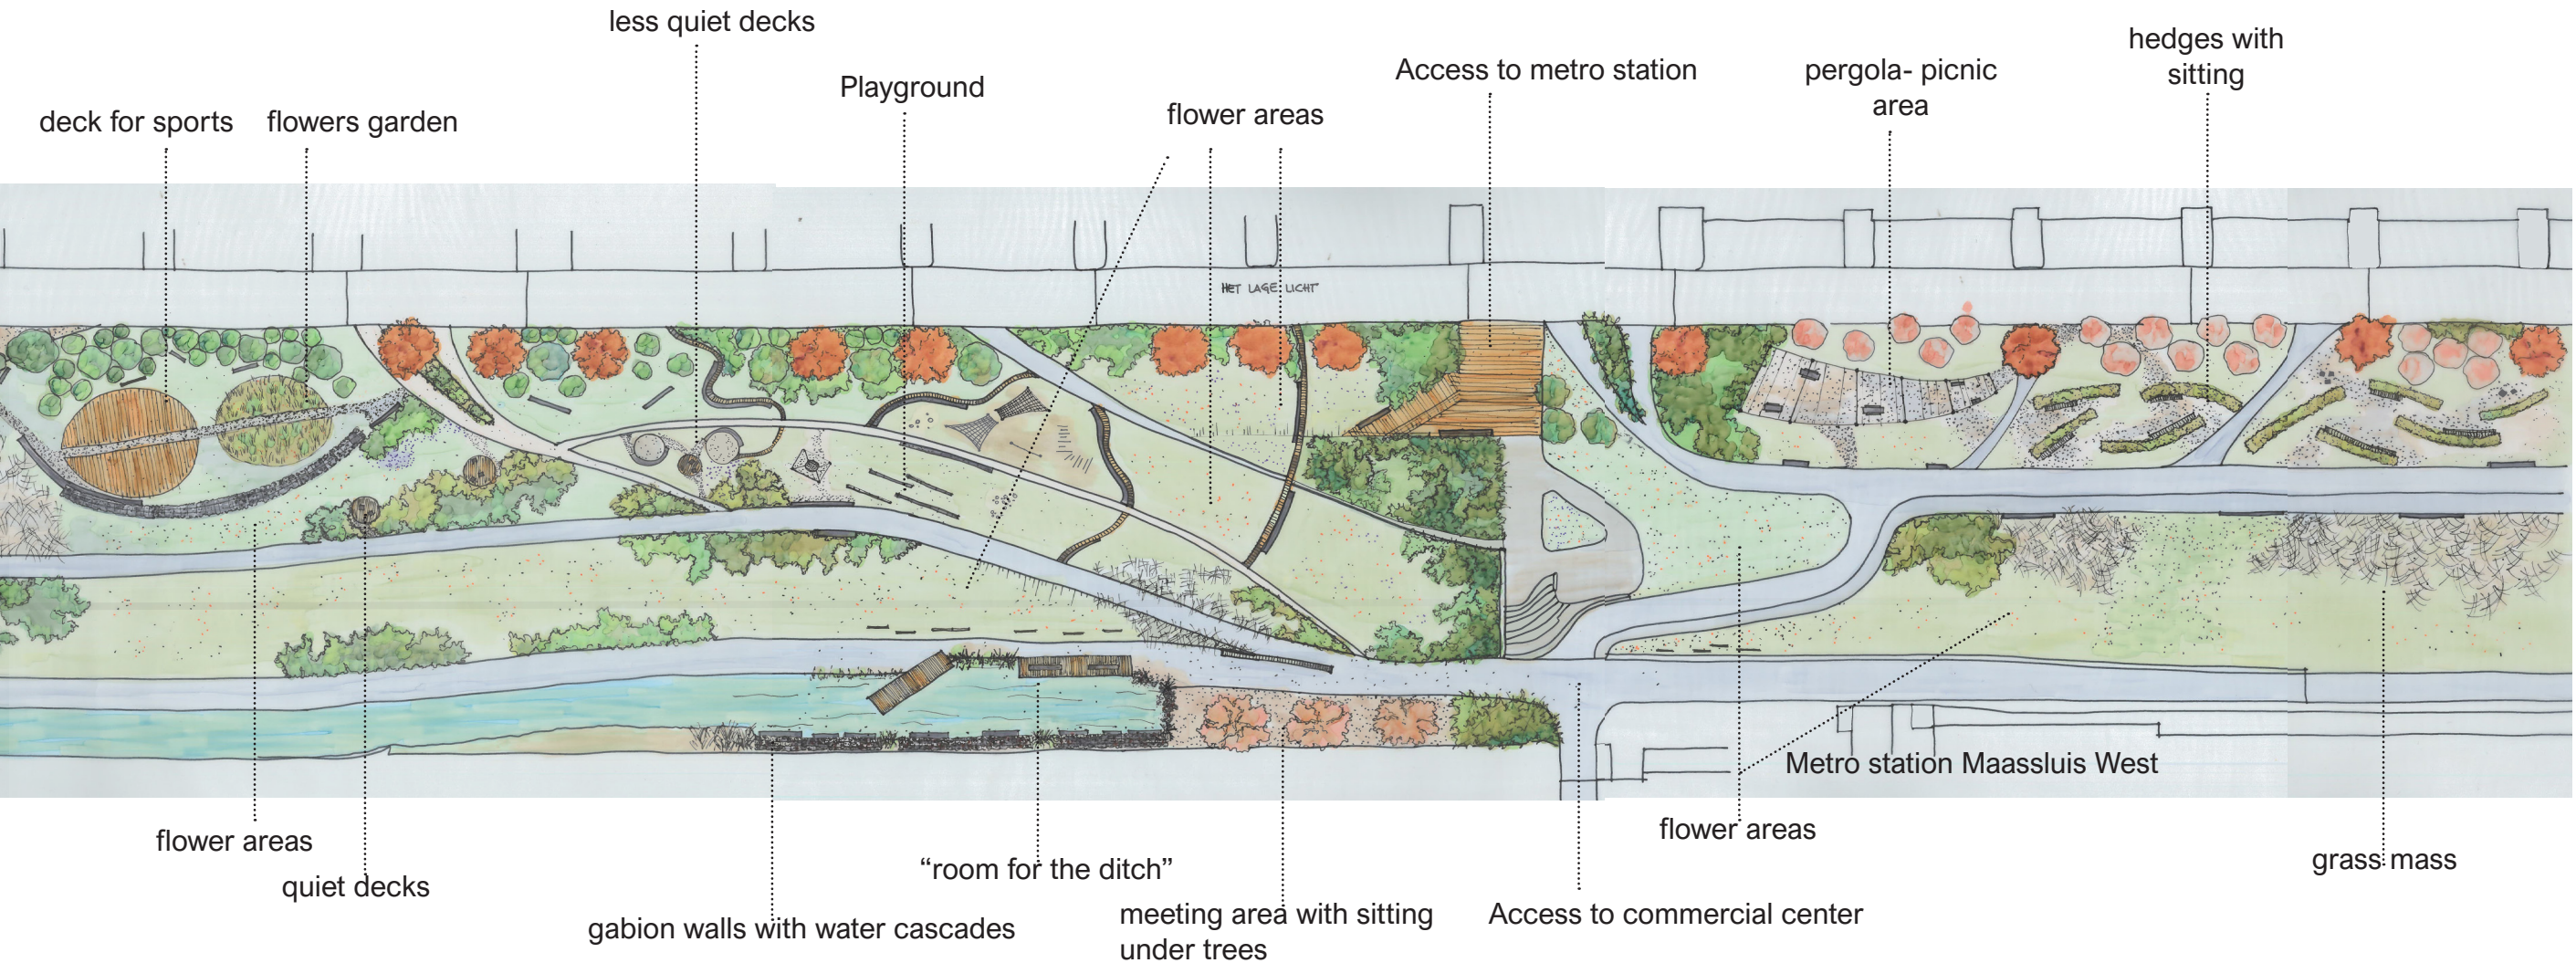 less quiet decks
hedges with
sitting
Access to metro station
pergola- picnic
area
Playground
flower areas
deck for sports
flowers garden
HET LAGE LICHT
Metro station Maassluis West
flower areas
flower areas
grass mass
“room for the ditch”
quiet decks
meeting area with sitting
under trees
Access to commercial center
gabion walls with water cascades